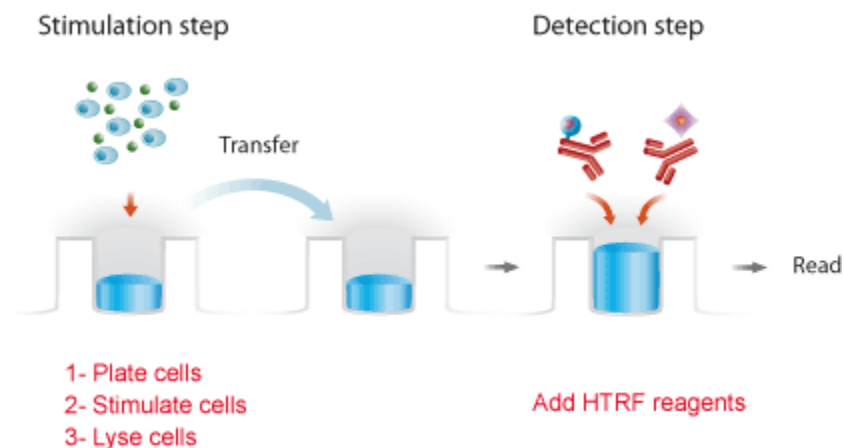 Stimulation step
Detection step
Transfer
Read
1- Plate cells
2- Stimulate cells
3- Lyse cells
Add HTRF reagents